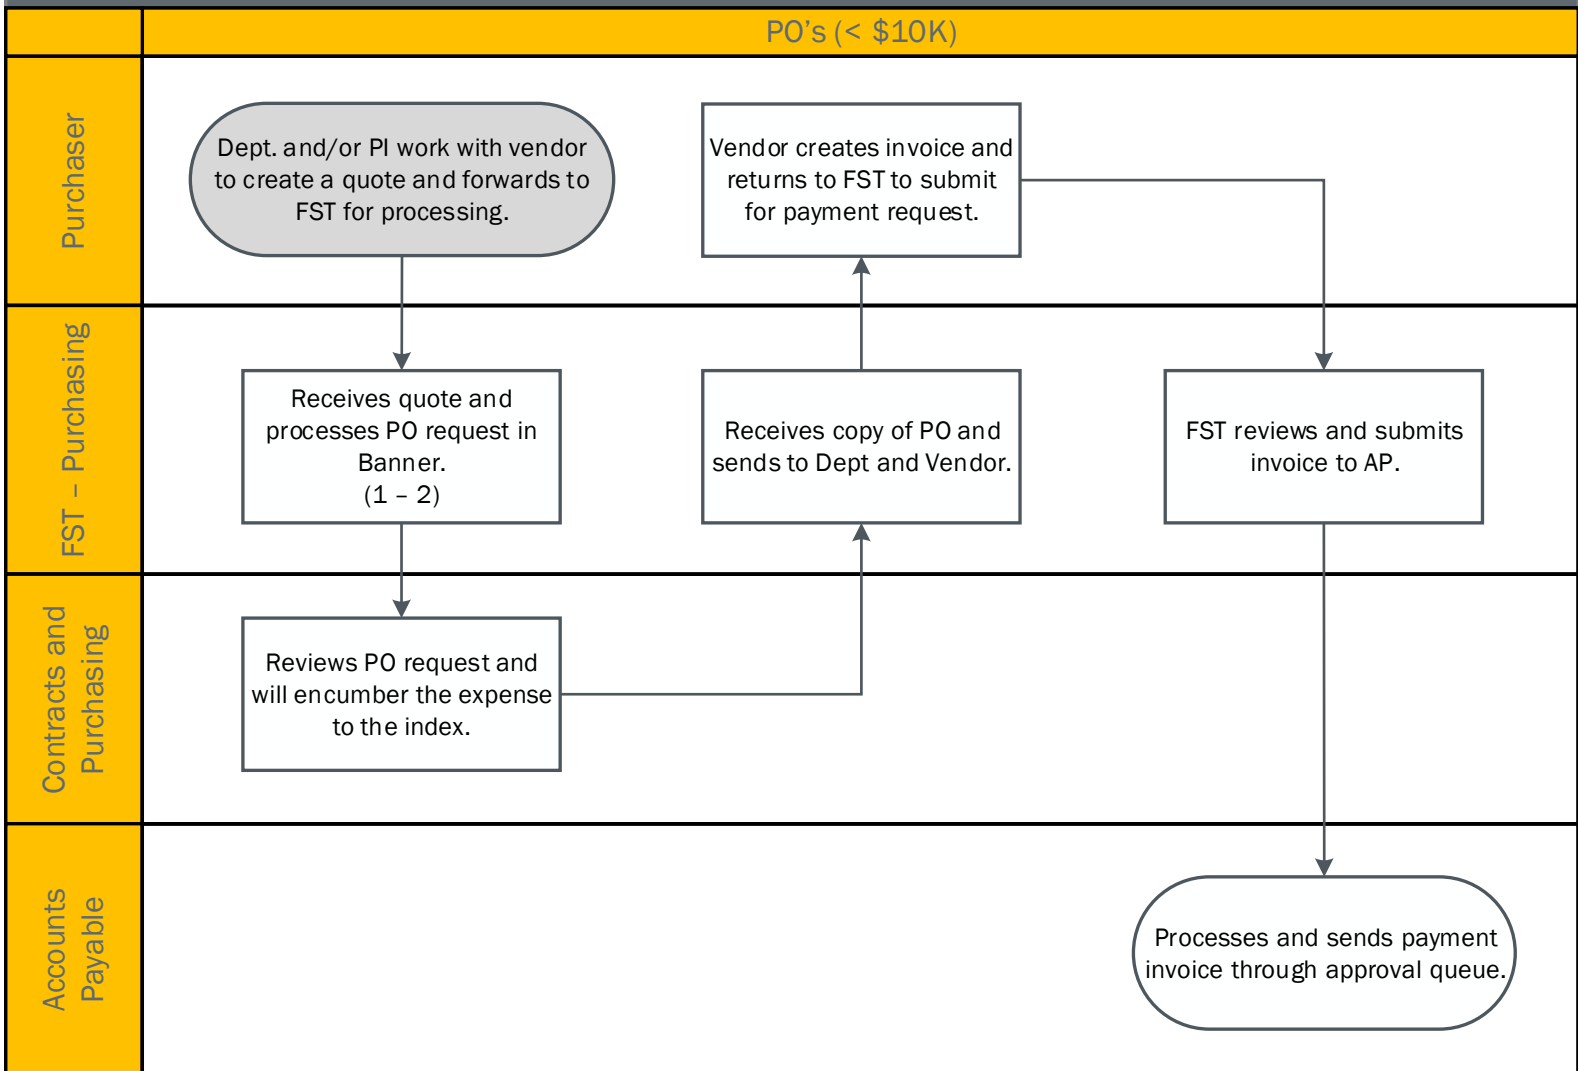 PO's (< $10K)
Purchaser
Dept. and/or PI work with vendor
to create a quote and forwards to
FST for processing.
Vendor creates invoice and
returns to FST to submit
for payment request.
FST – Purchasing
Receives quote and
processes PO request in
Banner.
(1 – 2)
Receives copy of PO and
sends to Dept and Vendor.
FST reviews and submits
invoice to AP.
Contracts and
Purchasing
Reviews PO request and
will encumber the expense
to the index.
Accounts
Payable
Processes and sends payment
invoice through approval queue.